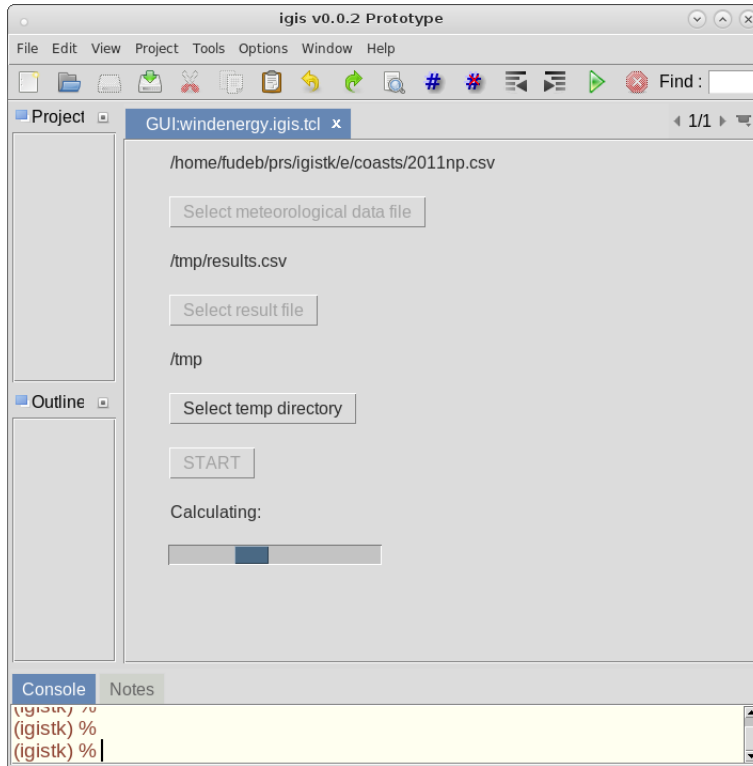 igis v0.0.2 Prototype
File Edit View Project Tools Options Window Help
# # Find :
Project
GUI:windenergy.igis.tcl x
1/1
/home/fudeb/prs/igistk/e/coasts/2011np.csv
Select meteorological data file
/tmp/results.csv
Select result file
/tmp
Outline
Select temp directory
START
Calculating:
Console Notes
(igistk) %
(igistk) %
(igistk) %